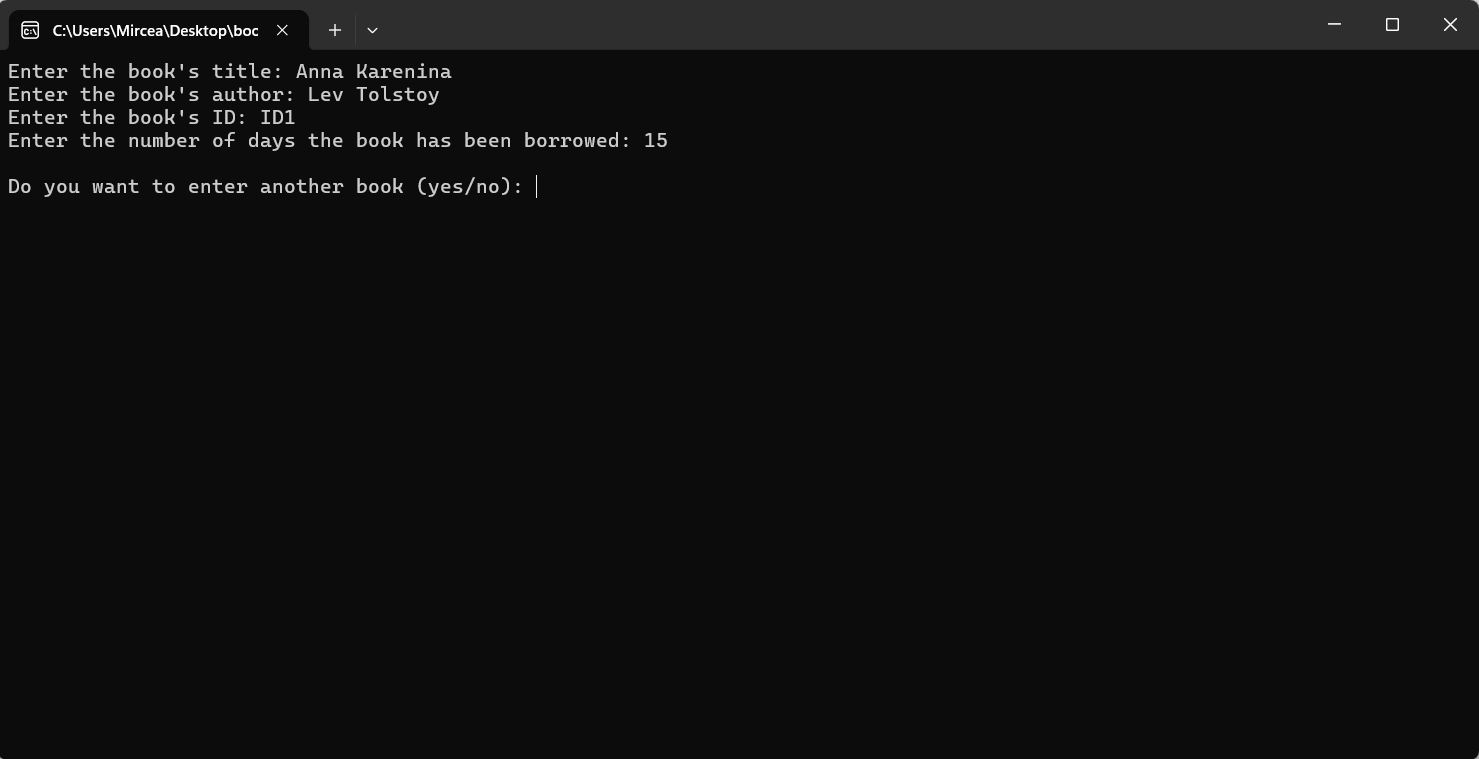 C:\Users\Mircea\Desktop\boc
Enter the book's title: Anna Karenina
Enter the book's author: Lev Tolstoy
Enter the book's ID: ID1
Enter the number of days the book has been borrowed: 15
Do you want to enter another book (yes/no):